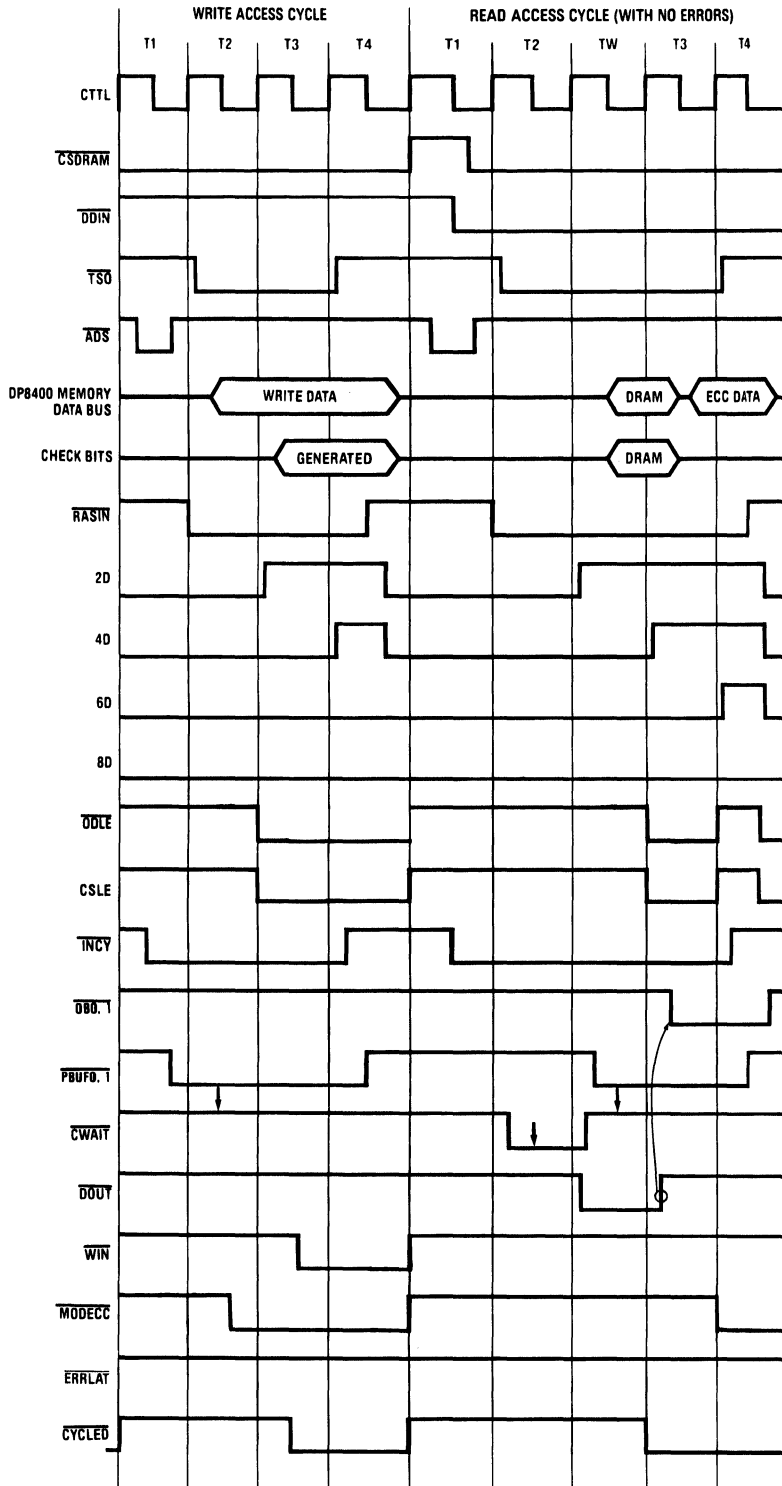 WRITE ACCESS CYCLE
READ ACCESS CYCLE (WITH NO ERRORS)
T1 T2 T3 T4 T1 T2 TW T3 T4
CTTL
CSDRAM
DDIN
TSO
ADS
DP8400 MEMORY
DATA BUS
WRITE DATA
DRAM
ECC DATA
CHECK BITS
GENERATED
DRAM
RASIN
2D
4D
6D
8D
ODLE
CSLE
INCY
OB0, 1
PBUF0, 1
CWAIT
DOUT
WIN
MODECC
ERRLAT
CYCLED